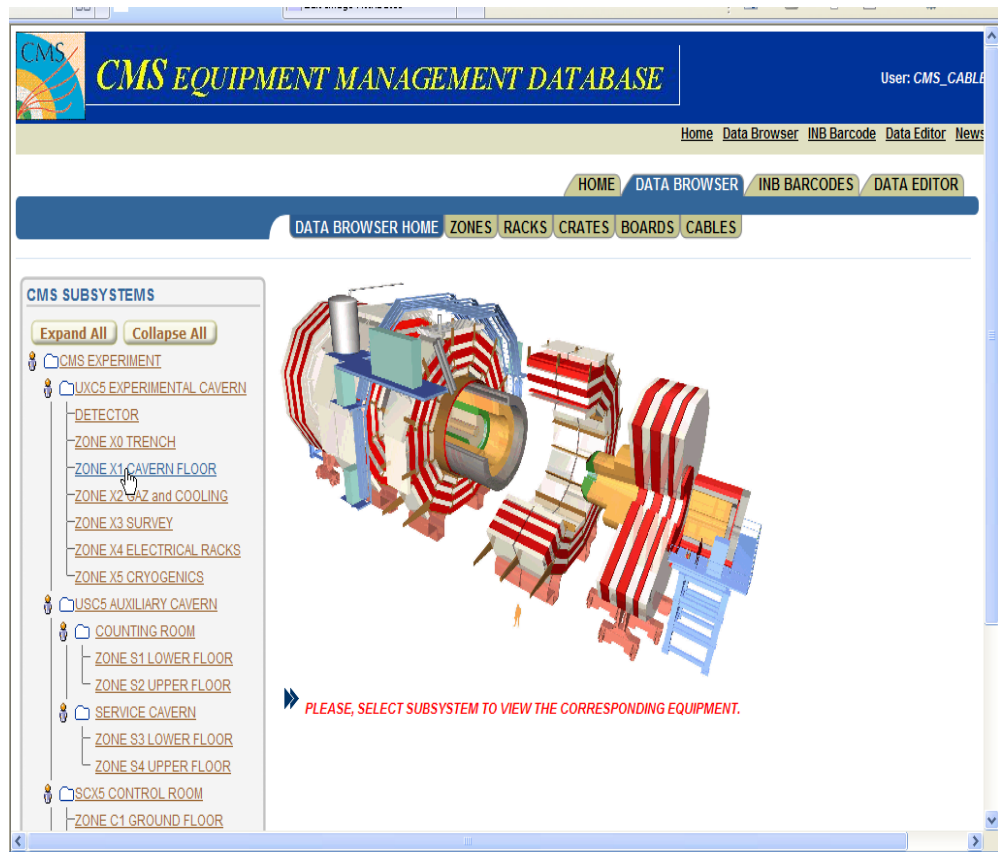 CMS
CMS EQUIPMENT MANAGEMENT DATABASE
User: CMS_CABLE
Home Data Browser INB Barcode Data Editor News
HOME DATA BROWSER INB BARCODES DATA EDITOR
DATA BROWSER HOME ZONES RACKS CRATES BOARDS CABLES
CMS SUBSYSTEMS
Expand All Collapse All
CMS EXPERIMENT
UXC5 EXPERIMENTAL CAVERN
DETECTOR
ZONE X0 TRENCH
ZONE X1 CAVERN FLOOR
ZONE X2 GAZ and COOLING
ZONE X3 SURVEY
ZONE X4 ELECTRICAL RACKS
ZONE X5 CRYOGENICS
USC5 AUXILIARY CAVERN
COUNTING ROOM
ZONE S1 LOWER FLOOR
ZONE S2 UPPER FLOOR
SERVICE CAVERN
ZONE S3 LOWER FLOOR
ZONE S4 UPPER FLOOR
SCX5 CONTROL ROOM
ZONE C1 GROUND FLOOR
PLEASE, SELECT SUBSYSTEM TO VIEW THE CORRESPONDING EQUIPMENT.